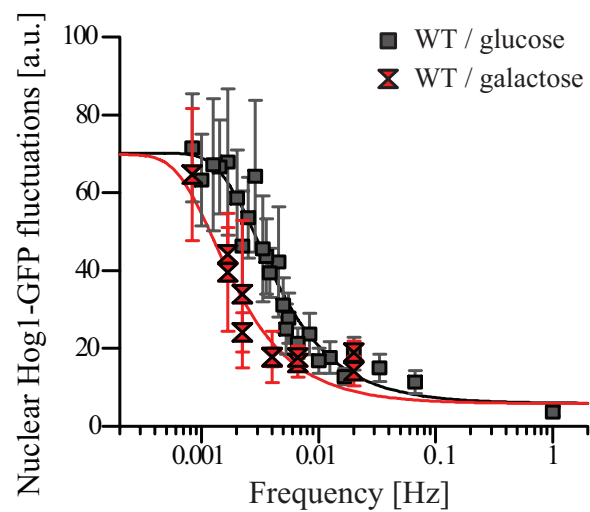 Nuclear Hog1-GFP fluctuations [a.u.]
100
80
60
40
20
0
WT / glucose
WT / galactose
0.001
0.01
0.1
1
Frequency [Hz]